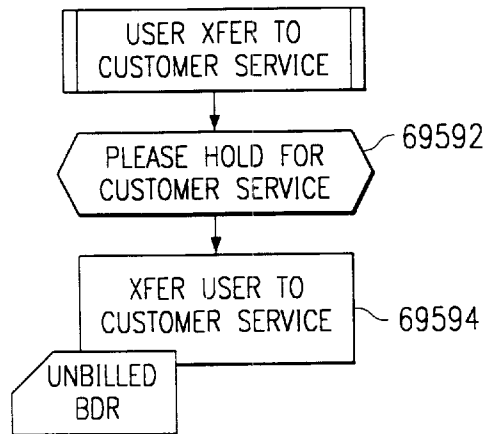 USER XFER TO
CUSTOMER SERVICE
PLEASE HOLD FOR
CUSTOMER SERVICE
69592
XFER USER TO
CUSTOMER SERVICE
69594
UNBILLED
BDR